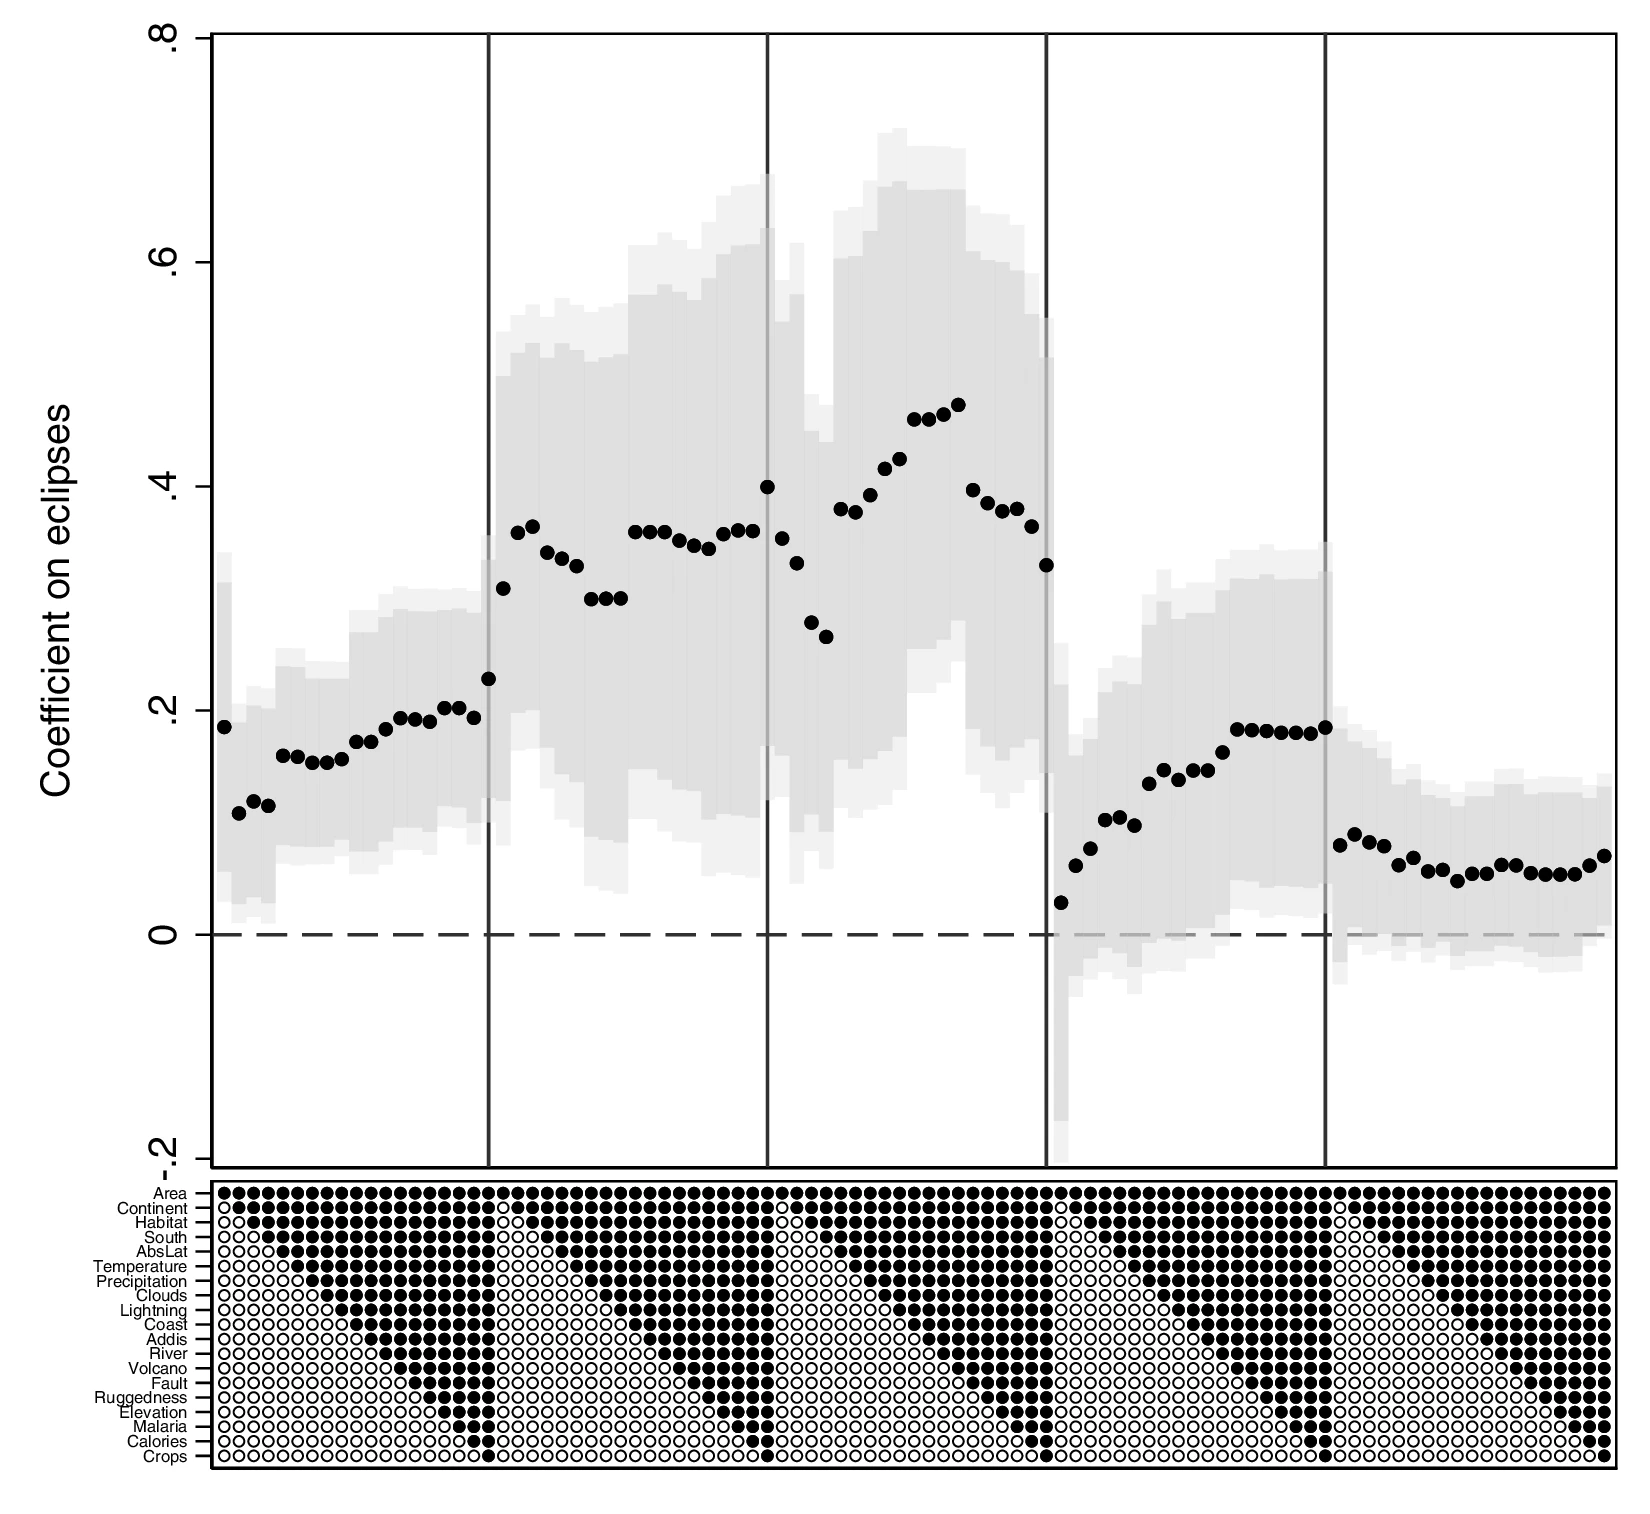 Coefficient on eclipses
.8
.6
.4
.2
0
-.2
Area
Continent
Habitat
South
AbsLat
Temperature
Precipitation
Clouds
Lightning
Coast
Addis
River
Volcano
Fault
Ruggedness
Elevation
Malaria
Calories
Crops